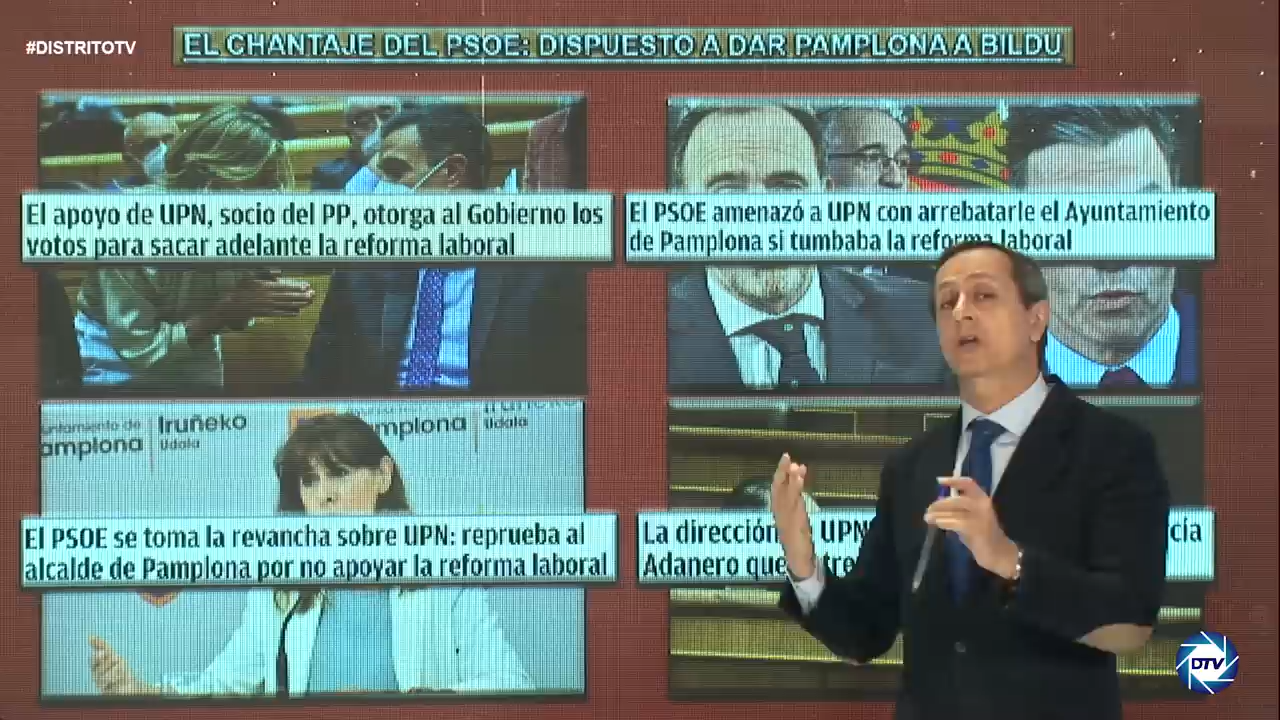 #DISTRITOTV
EL CHANTAJE DEL PSOE: DISPUESTO A DAR PAMPLONA A BILDU
El apoyo de UPN, socio del PP, otorga al Gobierno los
votos para sacar adelante la reforma laboral
El PSOE amenazó a UPN con arrebatarle el Ayuntamiento
de Pamplona si tumbaba la reforma laboral
Iruñeko
Udala
El PSOE se toma la revancha sobre UPN: reprueba al
alcalde de Pamplona por no apoyar la reforma laboral
La dirección UPN
Adanero que
DTV